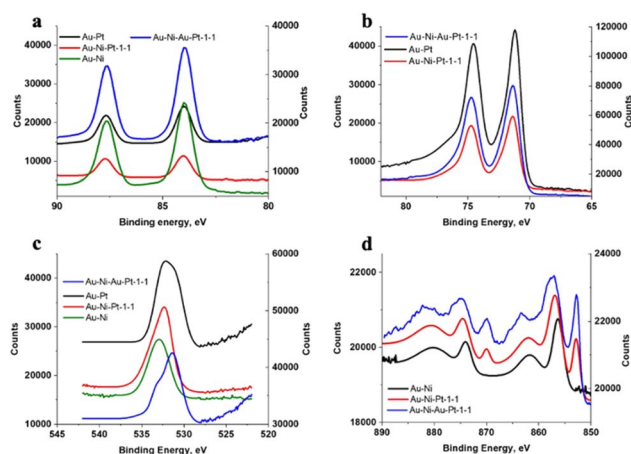 a
Au-Pt
Au-Ni-Pt-1-1
Au-Ni
Au-Ni-Au-Pt-1-1
40000
30000
20000
10000
Counts
40000
30000
20000
10000
Counts
90
85
80
Binding energy, eV
b
Au-Ni-Au-Pt-1-1
Au-Pt
Au-Ni-Pt-1-1
40000
30000
20000
10000
Counts
120000
100000
80000
60000
40000
20000
Counts
80
75
70
65
Binding Energy, eV
c
Au-Ni-Au-Pt-1-1
Au-Pt
Au-Ni-Pt-1-1
Au-Ni
40000
30000
20000
10000
Counts
60000
50000
40000
30000
Counts
545
540
535
530
525
520
Binding Energy, eV
d
Au-Ni
Au-Ni-Pt-1-1
Au-Ni-Au-Pt-1-1
22000
20000
18000
Counts
24000
22000
20000
Counts
890
880
870
860
850
Binding Energy, eV